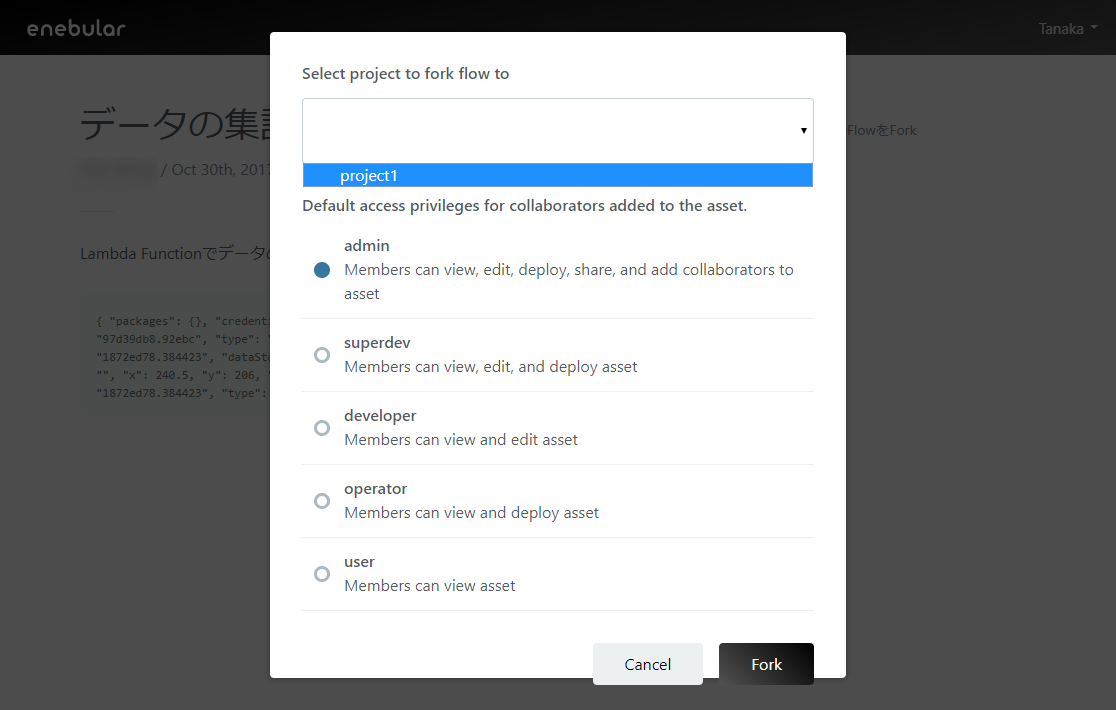 enebular
Tanaka
Select project to fork flow to
データの集
FlowをFork
/ Oct 30th, 2017
project1
Default access privileges for collaborators added to the asset.
Lambda Functionでデータ
admin
Members can view, edit, deploy, share, and add collaborators to
asset
{ "packages": {}, "credenti
"97d39db8.92ebc", "type": "
"1872ed78.384423", "dataSt
"", "x": 240.5, "y": 206, "
"1872ed78.384423", "type":
superdev
Members can view, edit, and deploy asset
developer
Members can view and edit asset
operator
Members can view and deploy asset
user
Members can view asset
Cancel
Fork